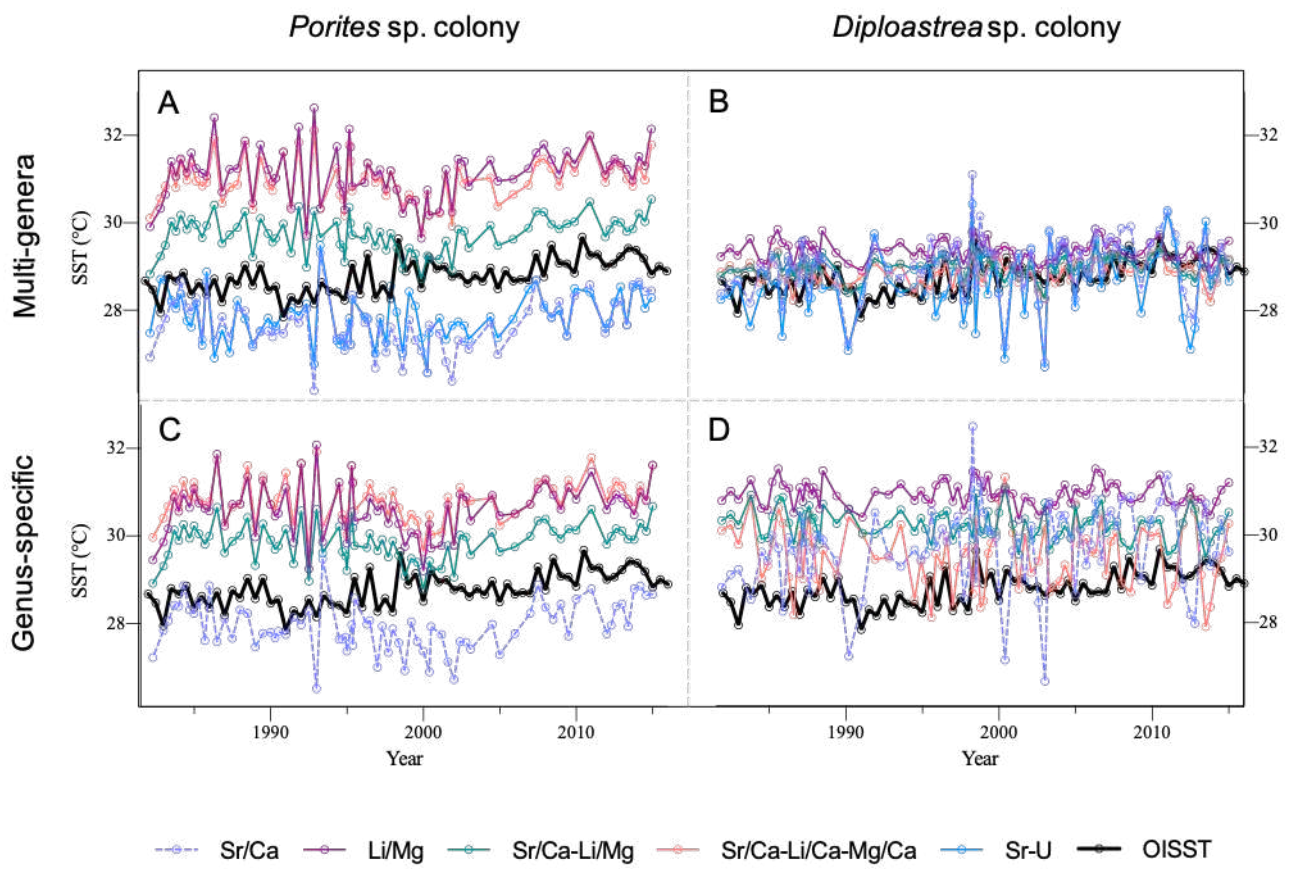 Porites sp. colony Diploastrea sp. colony
Multi-genera
SST (°C)
A
32
30
28
B
32
30
28
Genus-specific
SST (°C)
C
32
30
28
D
32
30
28
1990 2000 2010
Year
1990 2000 2010
Year
Sr/Ca Li/Mg Sr/Ca-Li/Mg Sr/Ca-Li/Ca-Mg/Ca Sr-U OISST